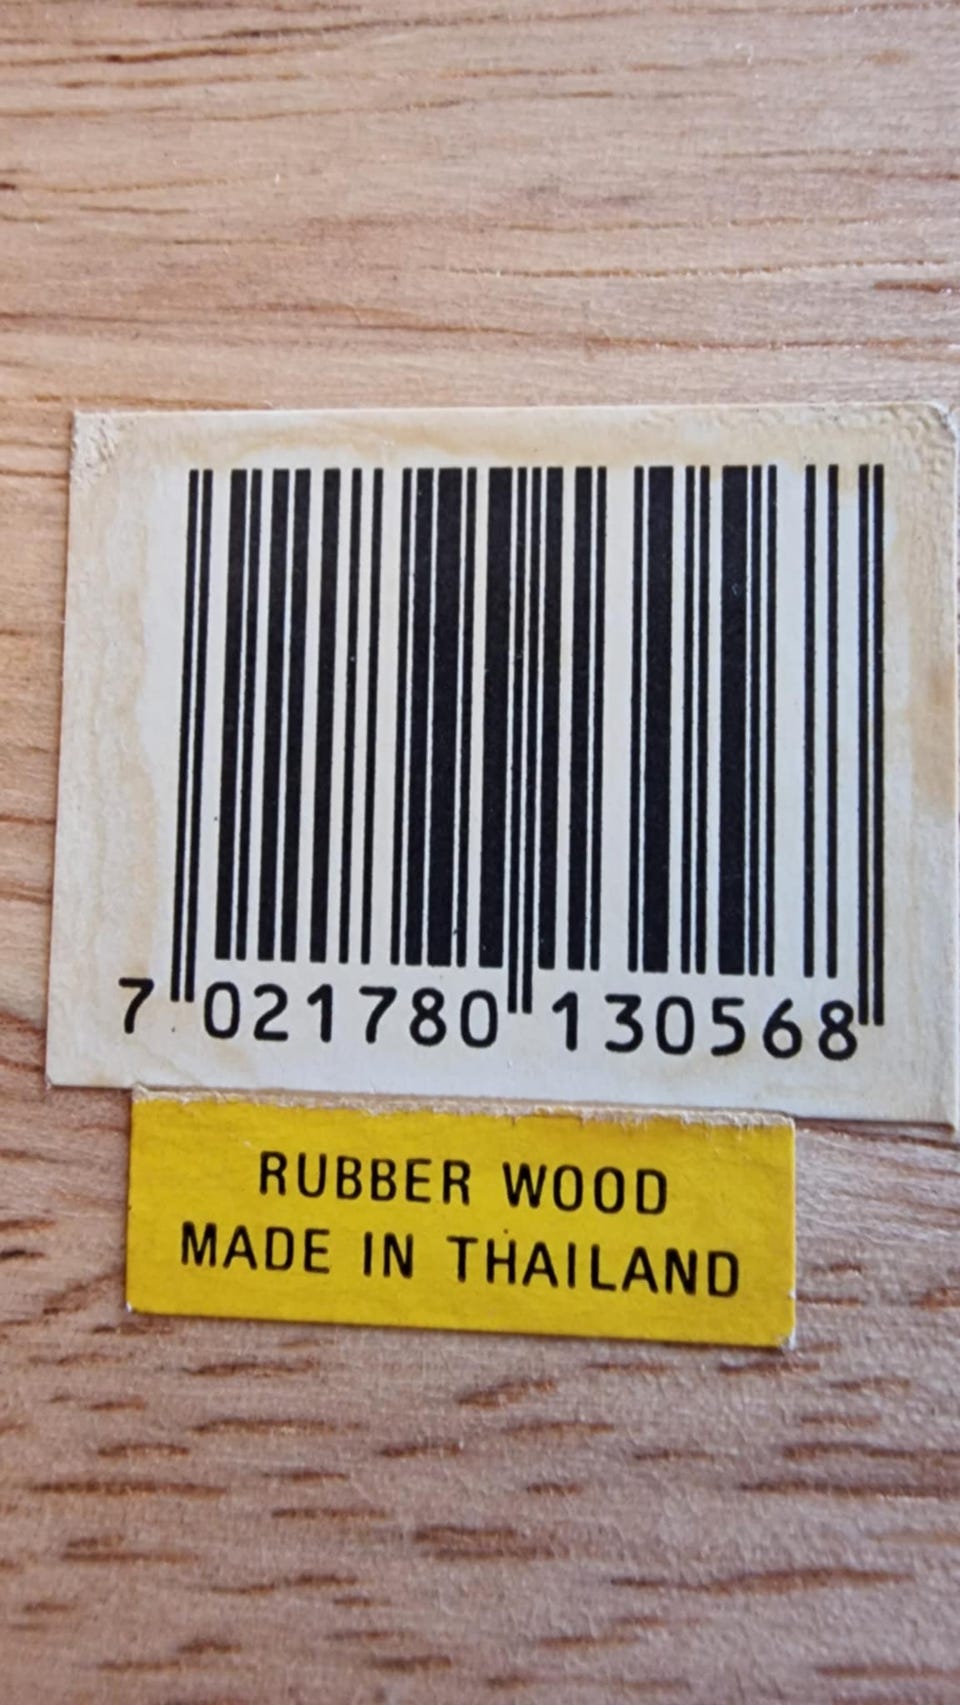 7 021780 130568
RUBBER WOOD
MADE IN THAILAND